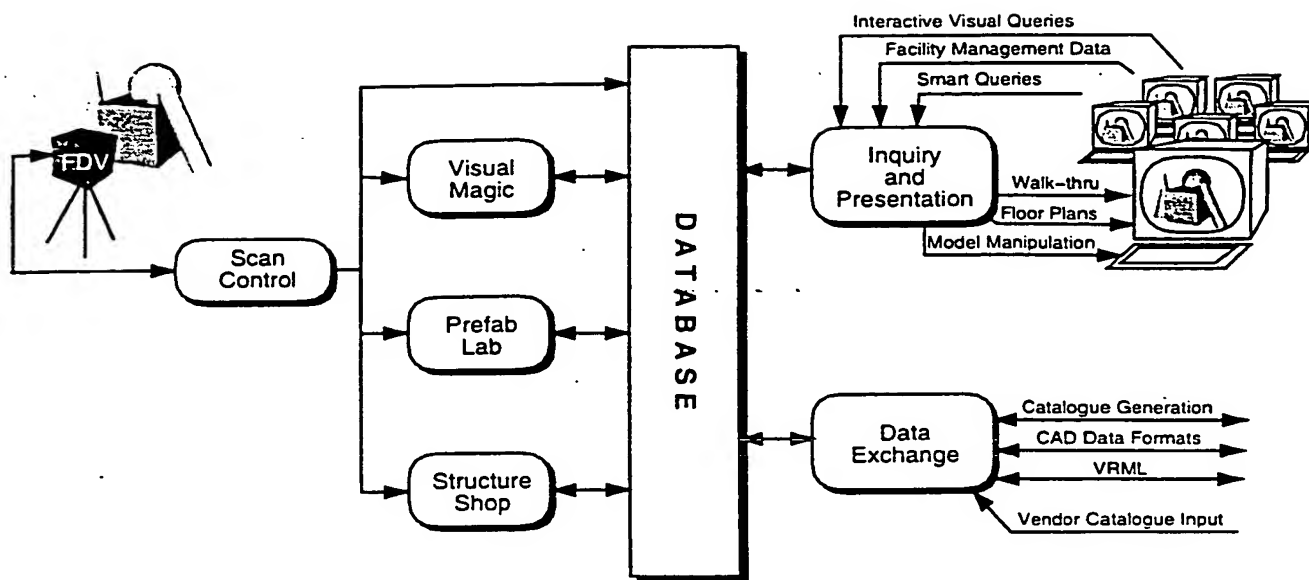 Interactive Visual Queries
Facility Management Data
Smart Queries
FDV
Visual
Magic
Inquiry
and
Presentation
Walk-thru
Floor Plans
Model Manipulation
Scan
Control
DATABASE
Prefab
Lab
Data
Exchange
Catalogue Generation
CAD Data Formats
VRML
Vendor Catalogue Input
Structure
Shop